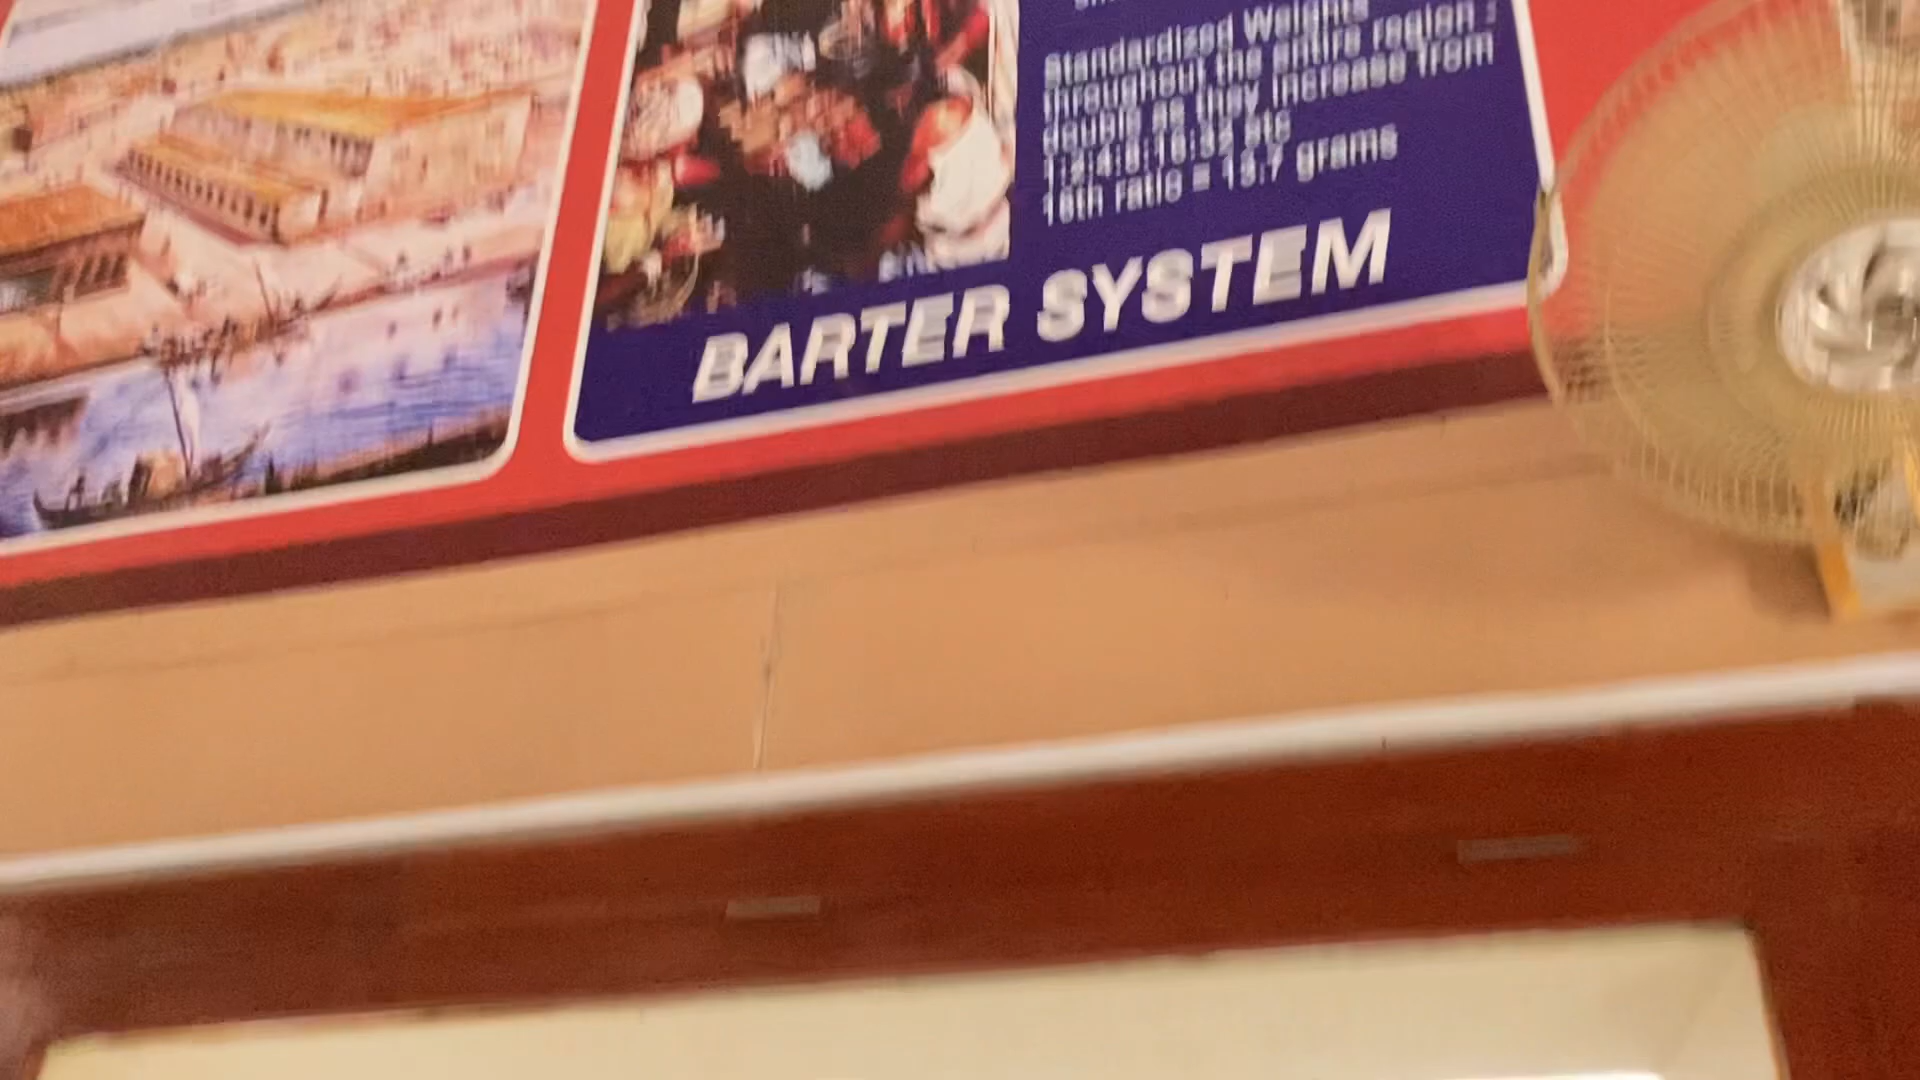 Standardized Weights
throughout the entire region :
double as they increase from
1:2:4:8:16:32 etc
16th ratio = 13.7 grams
BARTER SYSTEM